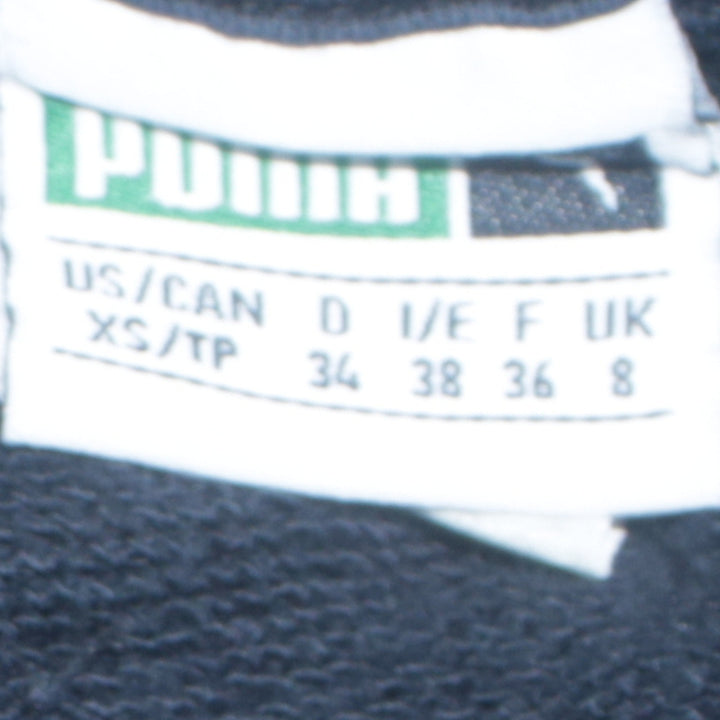 PUMA
US/CAN D I/E F UK
XS/TP 34 38 36 8